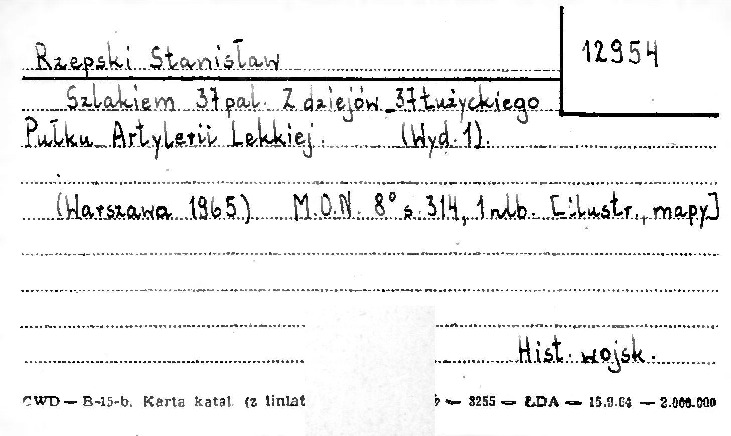 Rzepski Stanisław
12954
Szlakiem 37 pal. Z dziejów 37 Łużyckiego
Pułku Artylerii Lekkiej. (Wyd. 1).
(Warszawa 1965) M.O.N. 8° s. 314, 1 nlb. [ilustr., mapy]
Hist. wojsk.
CWD — B-15-b. Karta katal. (z liniat — 3255 — ŁDA — 15.9.64 — 2.000.000